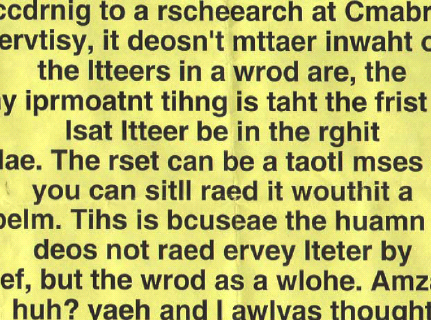 ccdrnig to a rscheearch at Cmabr
ervtisy, it deosn't mttaer inwaht o
the ltteers in a wrod are, the
y iprmoatnt tihng is taht the frist
lsat ltteer be in the rghit
lae. The rset can be a taotl mses
you can sitll raed it wouthit a
belm. Tihs is bcuseae the huamn
deos not raed ervey lteter by
ef, but the wrod as a wlohe. Amza
huh? yaeh and I awlyas thought